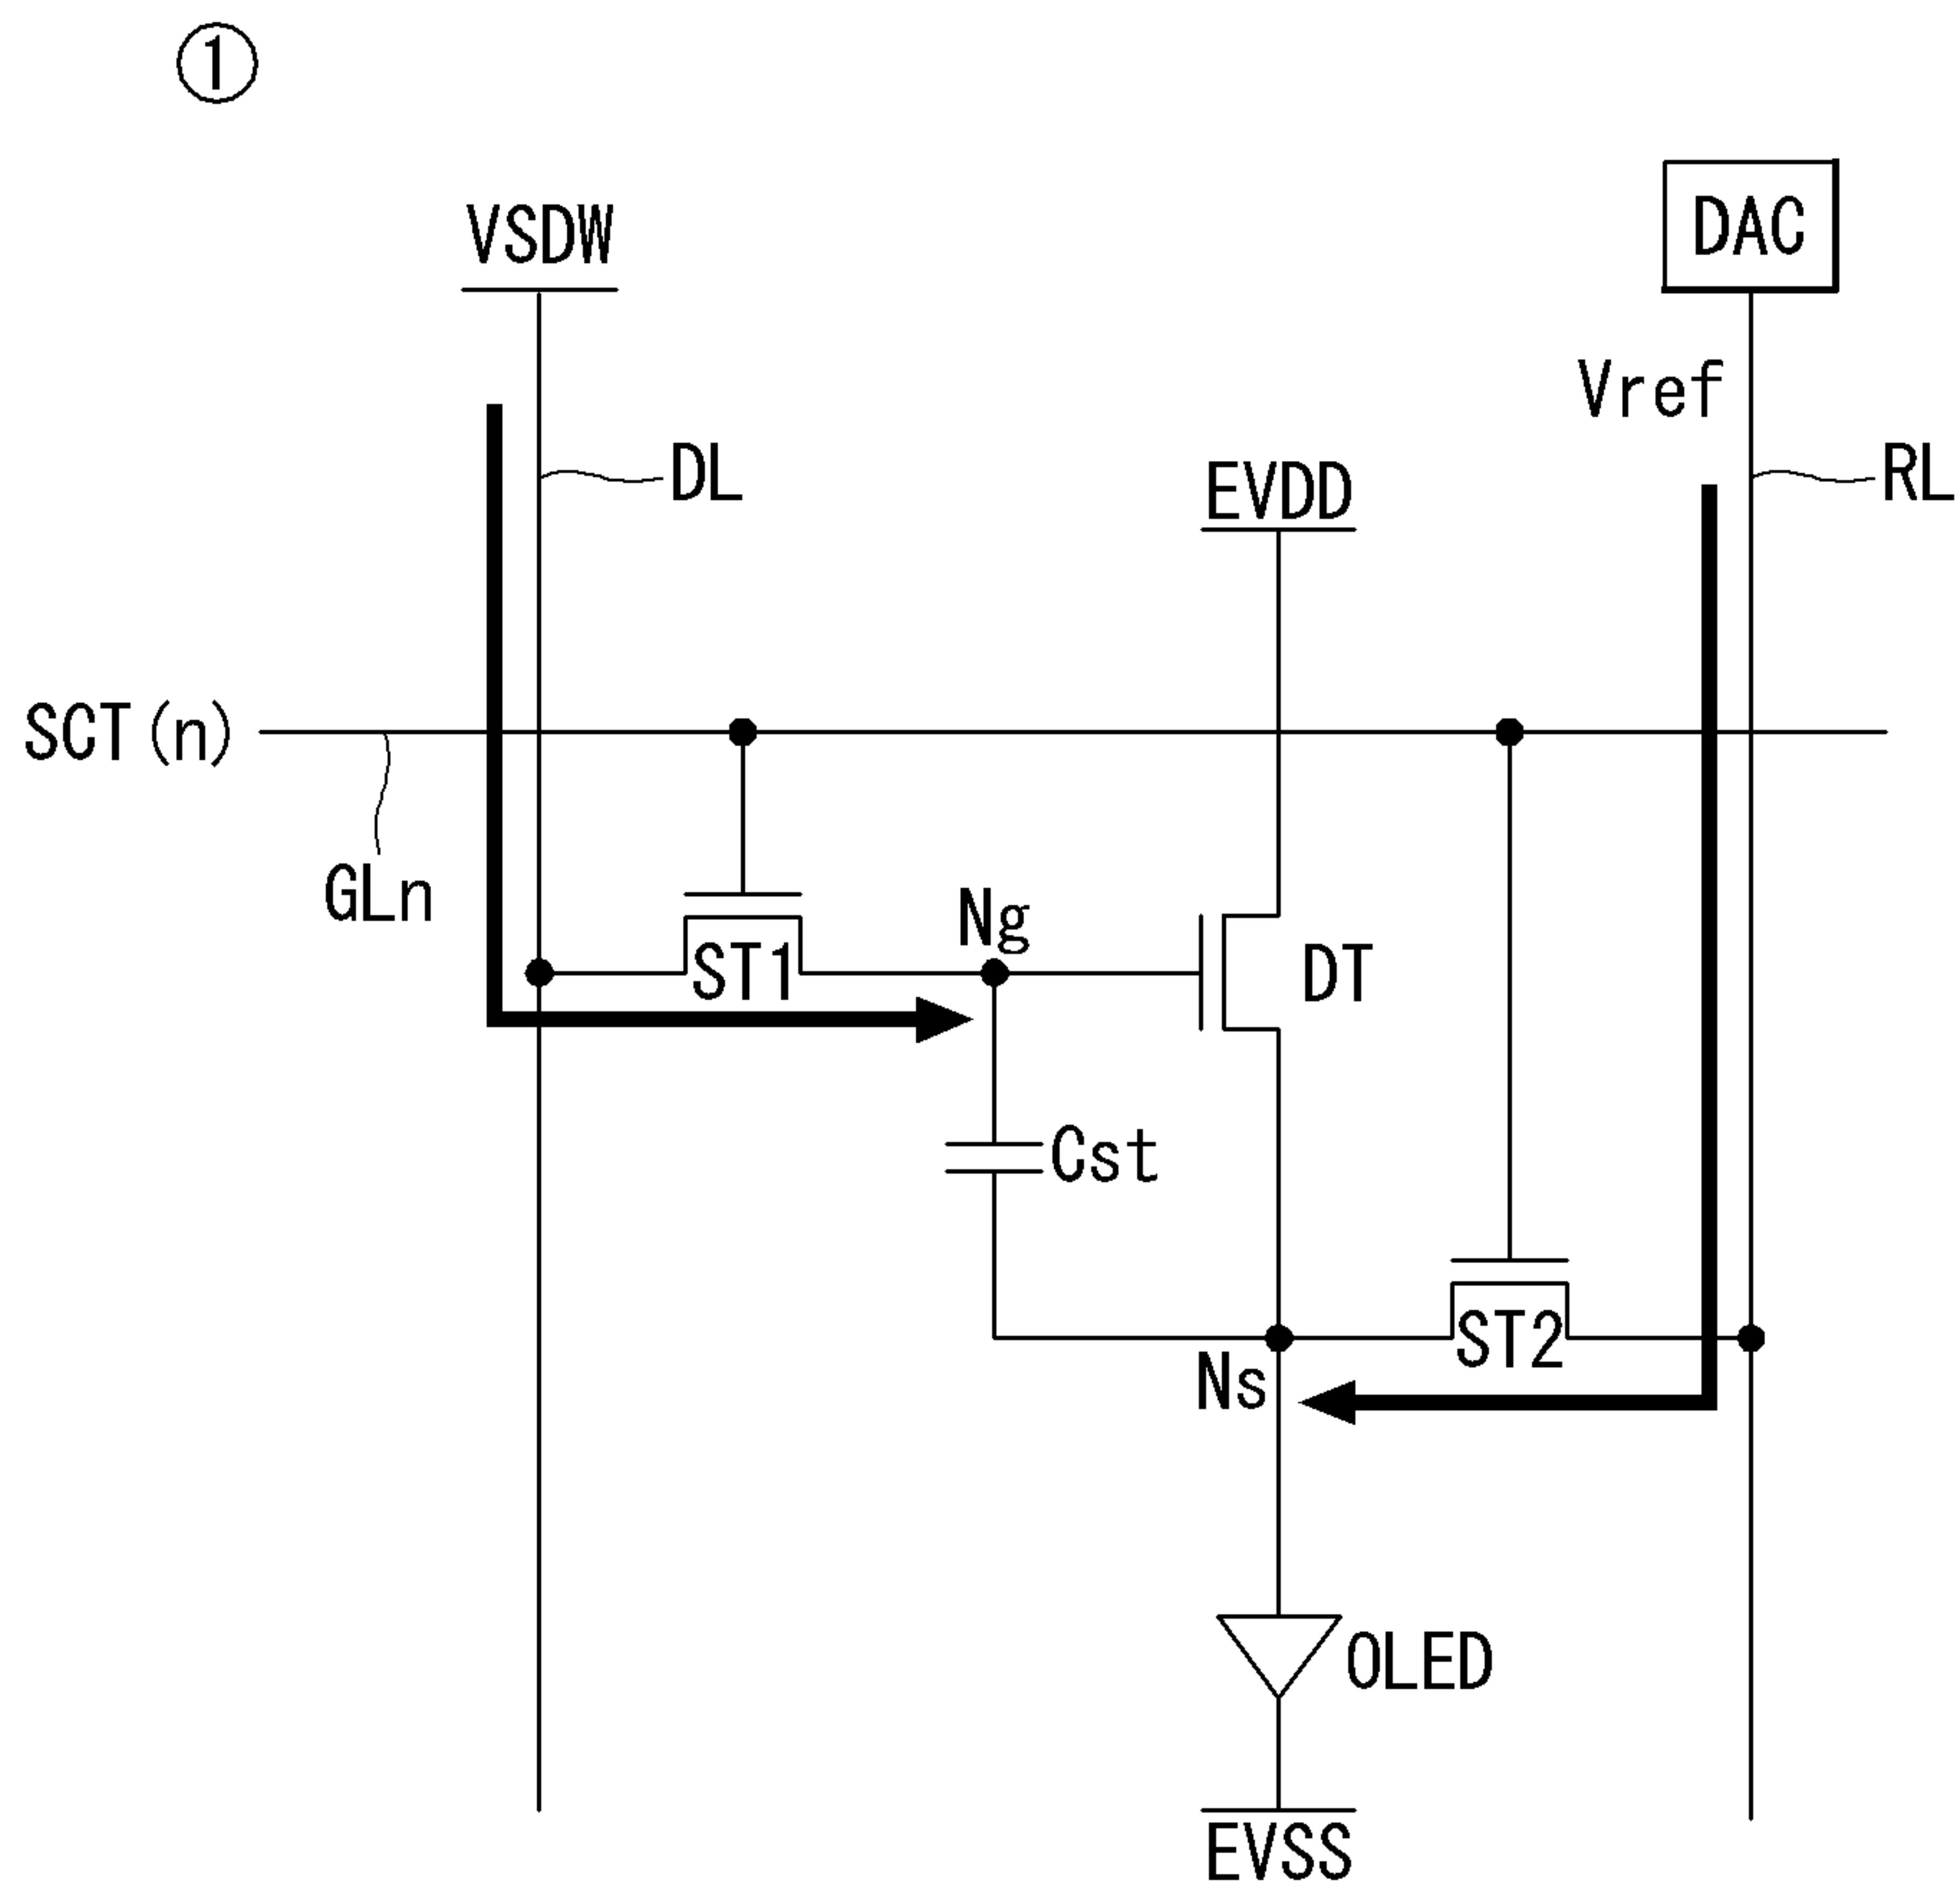 ①
VSDW
DAC
Vref
DL
EVDD
RL
SCT(n)
GLn
Ng
ST1
DT
Cst
ST2
Ns
OLED
EVSS